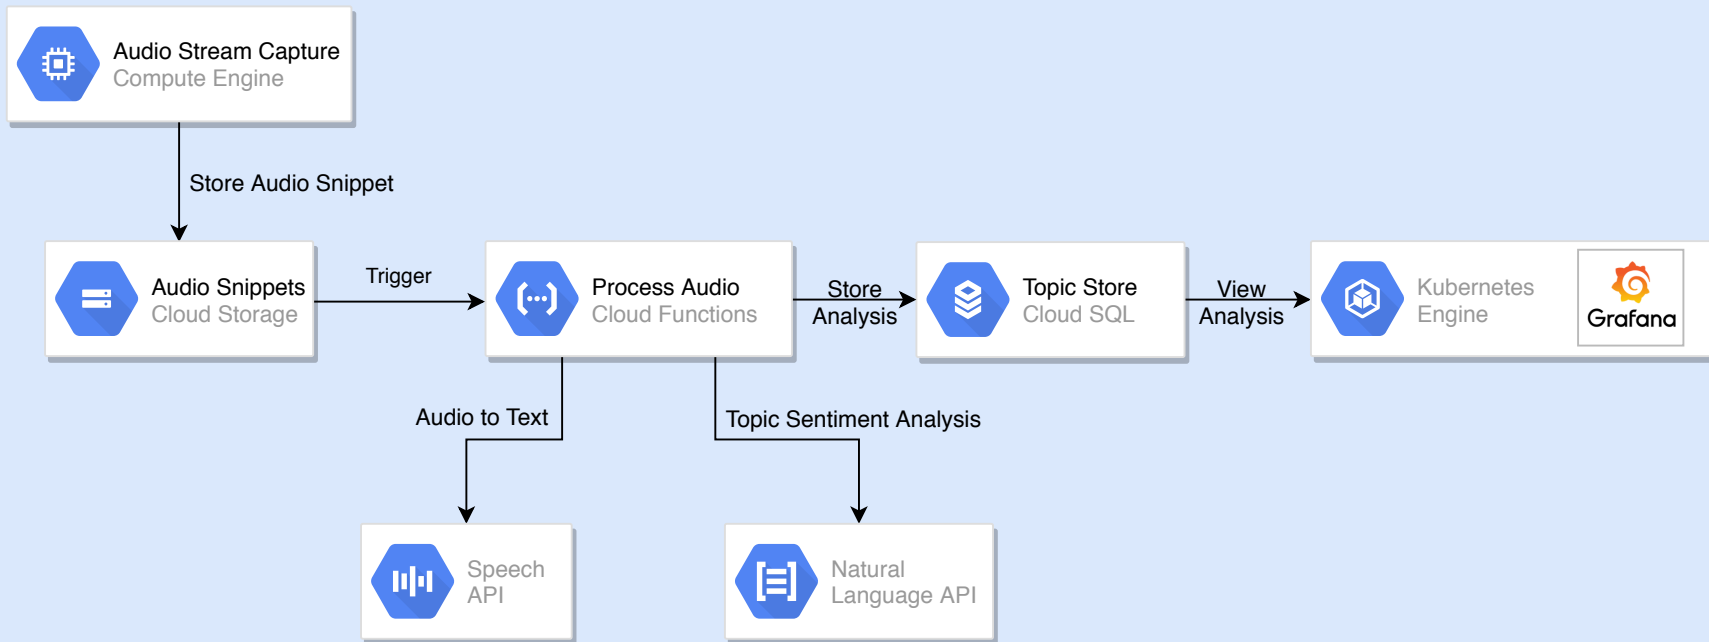 Audio Stream Capture
Compute Engine
Store Audio Snippet
Audio Snippets
Cloud Storage
Trigger
Process Audio
Cloud Functions
Store
Analysis
Topic Store
Cloud SQL
View
Analysis
Kubernetes
Engine
Grafana
Audio to Text
Topic Sentiment Analysis
Speech
API
Natural
Language API